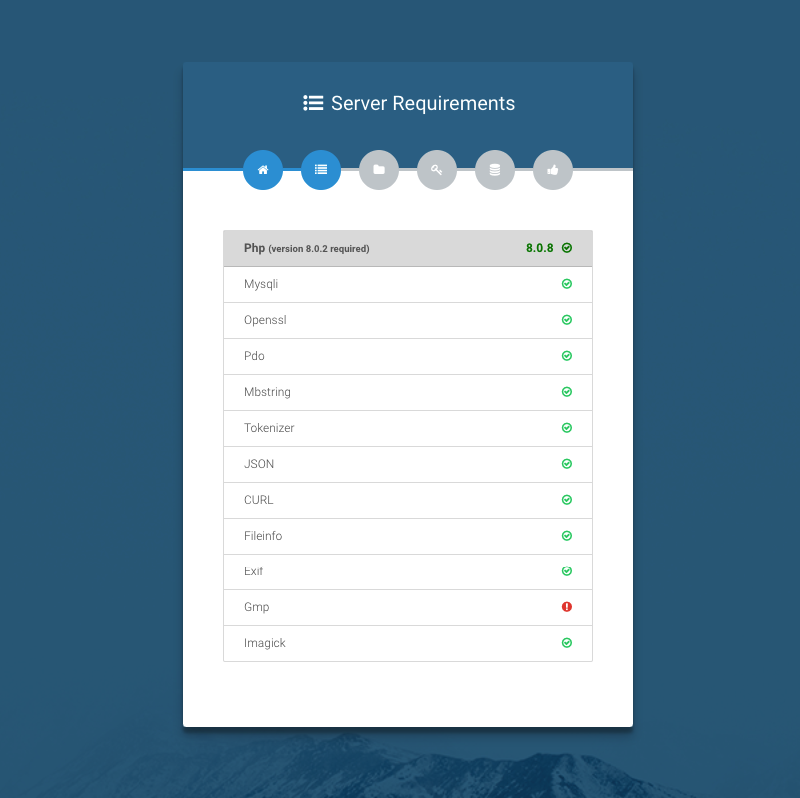 Server Requirements
Php (version 8.0.2 required) 8.0.8
Mysqli
Openssl
Pdo
Mbstring
Tokenizer
JSON
CURL
Fileinfo
Exif
Gmp
Imagick